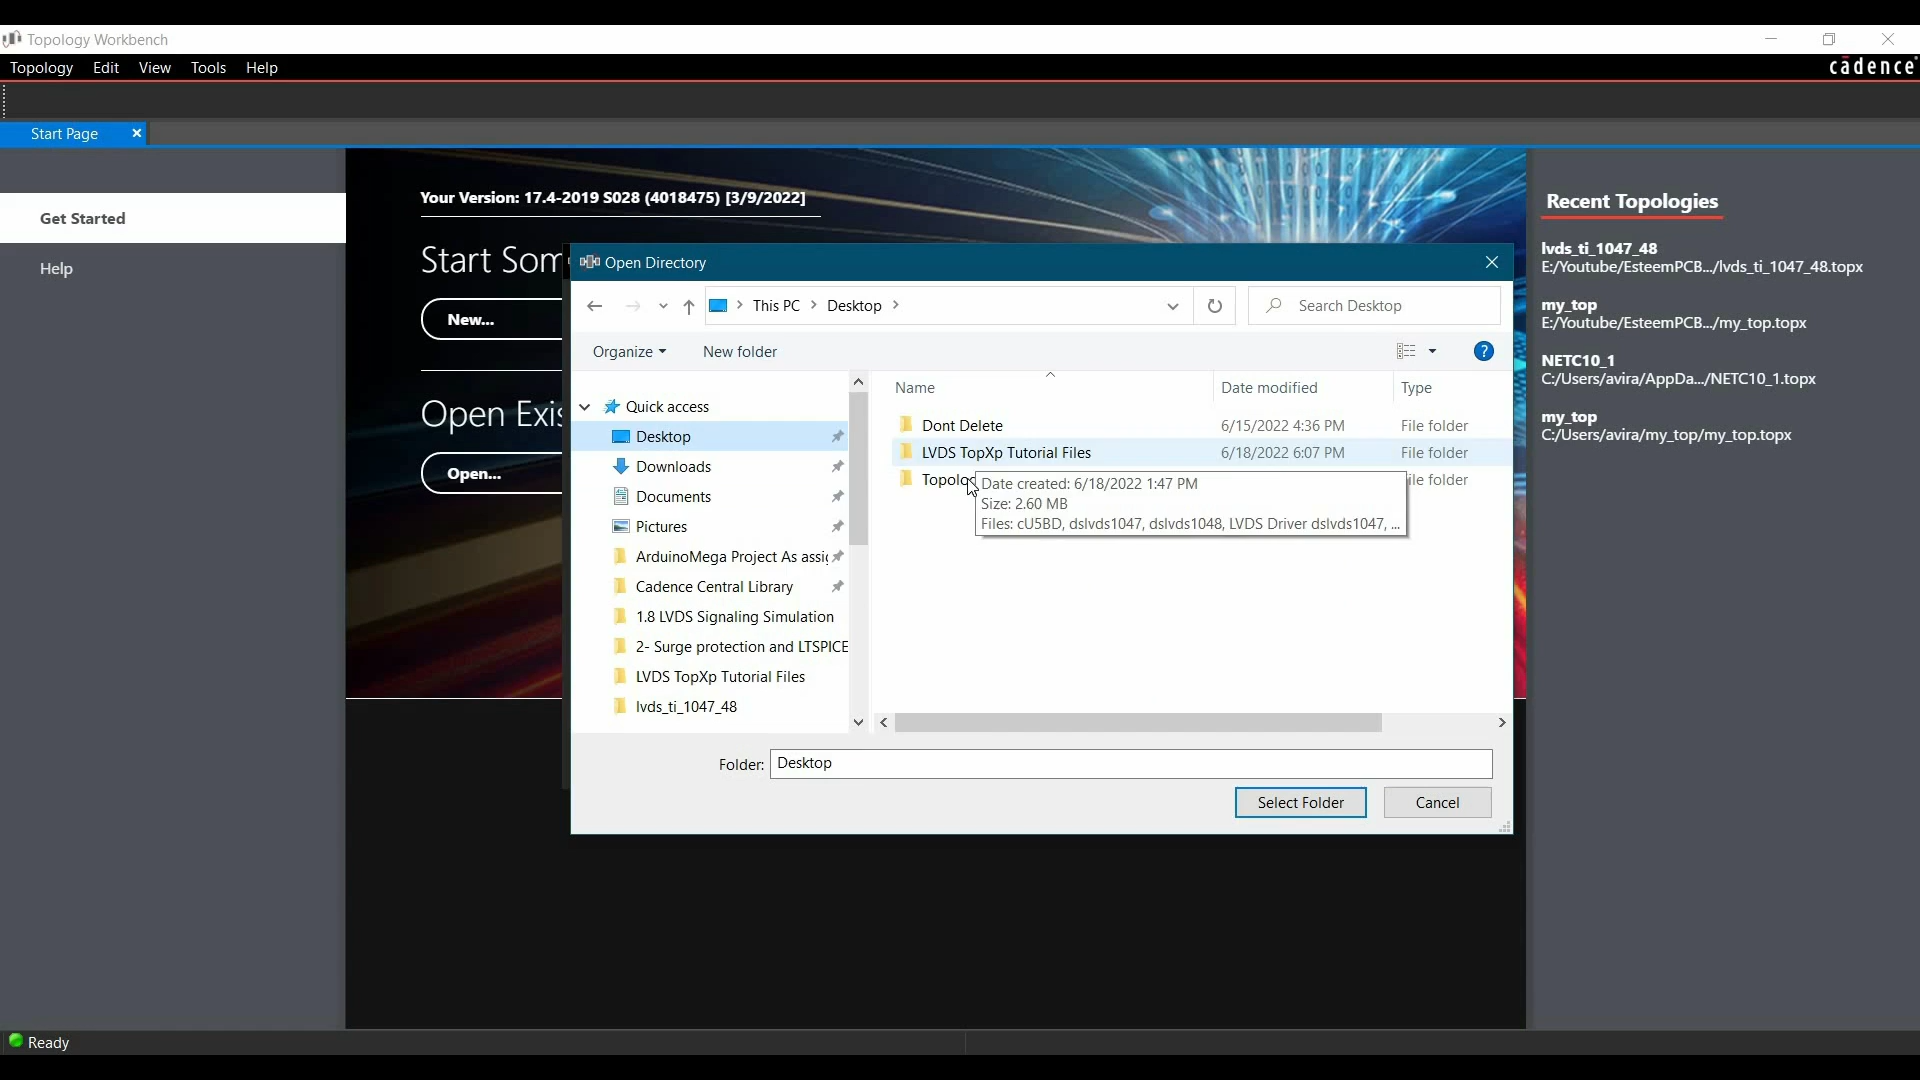 Topology Workbench
Topology Edit View Tools Help
cādence
Start Page
Get Started
Help
Your Version: 17.4-2019 S028 (4018475) [3/9/2022]
Start
New...
Open
Open...
Open Directory
This PC > Desktop >
Search Desktop
Organize
New folder
Quick access
Desktop
Downloads
Documents
Pictures
ArduinoMega Project As
Cadence Central Library
1.8 LVDS Signaling Simulation
2- Surge protection and LTSPICE
LVDS TopXp Tutorial Files
lvds_ti_1047_48
Name Date modified Type
Dont Delete 6/15/2022 4:36 PM File folder
LVDS TopXp Tutorial Files 6/18/2022 6:07 PM File folder
folder
Date created: 6/18/2022 1:47 PM
Size: 2.60 MB
Files: cU5BD, dslvds1047, dslvds1048, LVDS Driver dslvds1047, ...
Folder: Desktop
Select Folder
Cancel
Recent Topologies
lvds_ti_1047_48
E:/Youtube/EsteemPCB.../lvds_ti_1047_48.topx
my_top
E:/Youtube/EsteemPCB.../my_top.topx
NETC10_1
C:/Users/avira/AppDa.../NETC10_1.topx
my_top
C:/Users/avira/my_top/my_top.topx
Ready